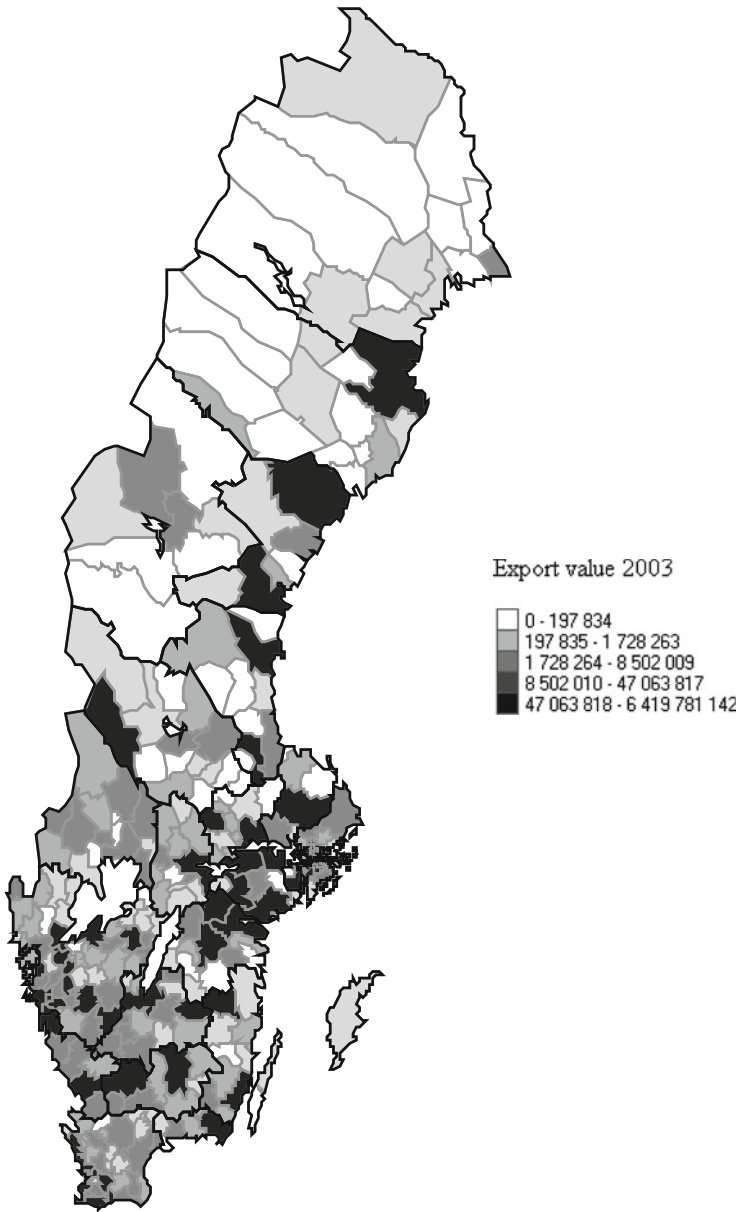 Export value 2003
0 - 197 834
197 835 - 1 728 263
1 728 264 - 8 502 009
8 502 010 - 47 063 817
47 063 818 - 6 419 781 142